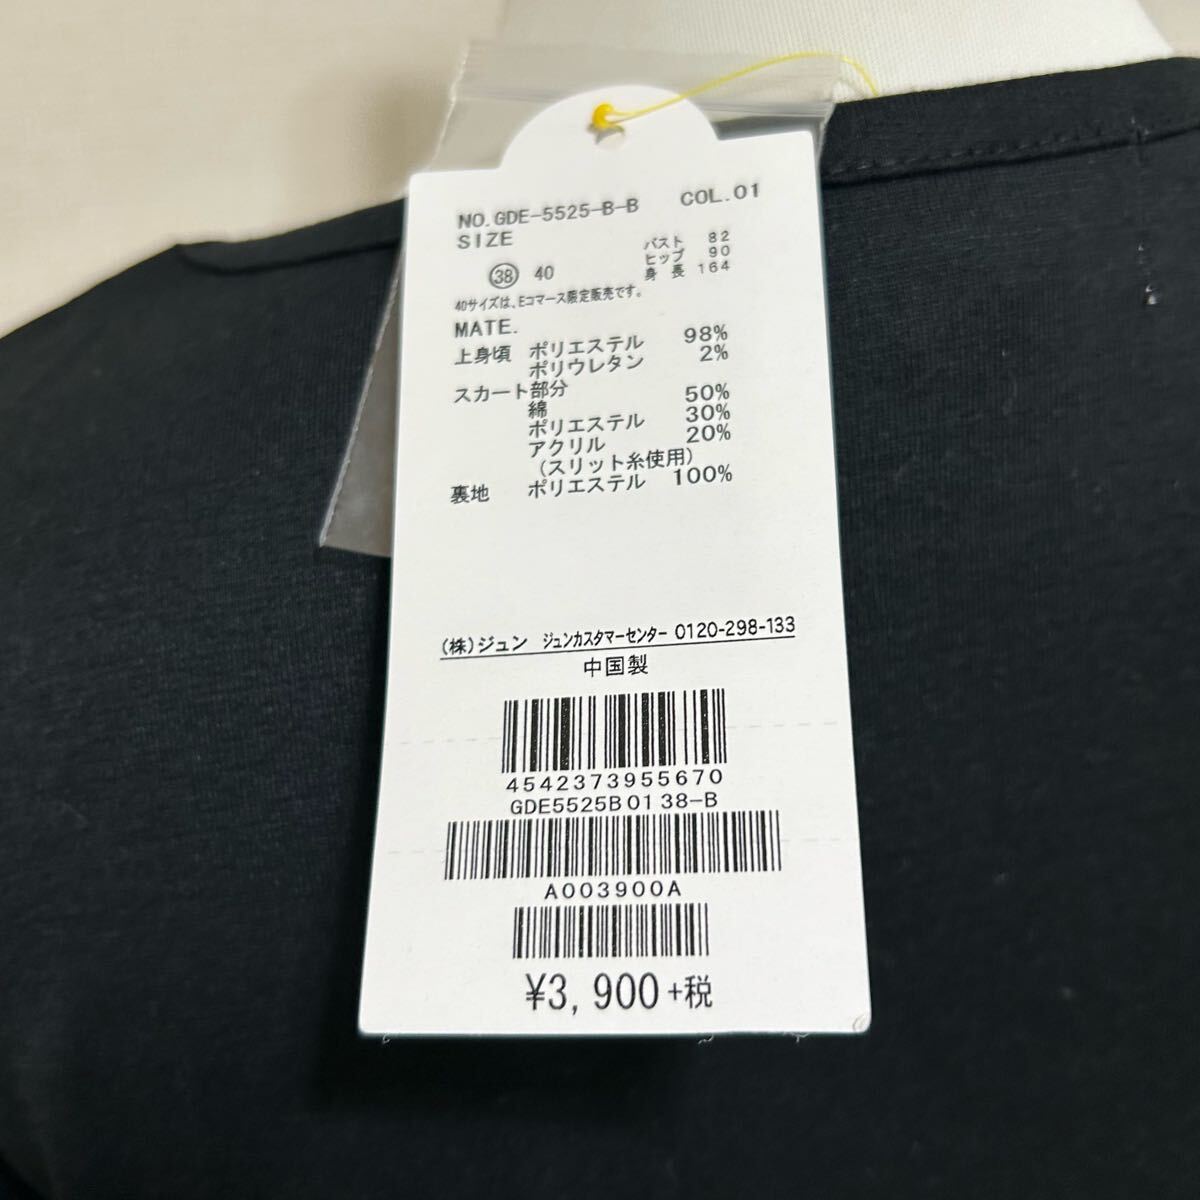 NO.GDE-5525-B-B COL.01
SIZE バスト 82
ヒップ 90
38 40 身長 164
40サイズは、Eコマース限定販売です。
MATE.
上身頃 ポリエステル 98%
ポリウレタン 2%
スカート部分
綿 50%
ポリエステル 30%
アクリル 20%
(スリット糸使用)
裏地 ポリエステル 100%
(株)ジュン ジュンカスタマーセンター 0120-298-133
中国製
4542373955670
GDE5525B01 38-B
A003900A
¥3,900+税